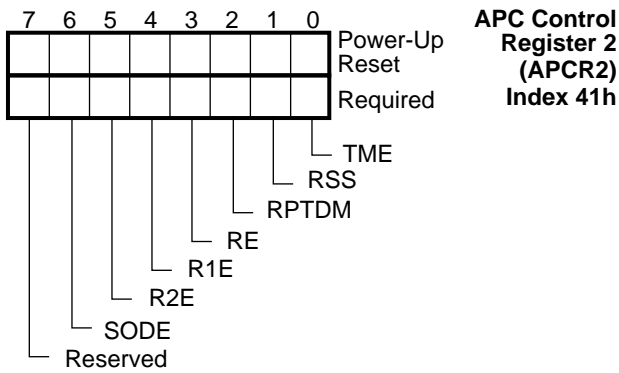 7 6 5 4 3 2 1 0
Power-Up
Reset
Required
APC Control
Register 2
(APCR2)
Index 41h
TME
RSS
RPTDM
RE
R1E
R2E
SODE
Reserved